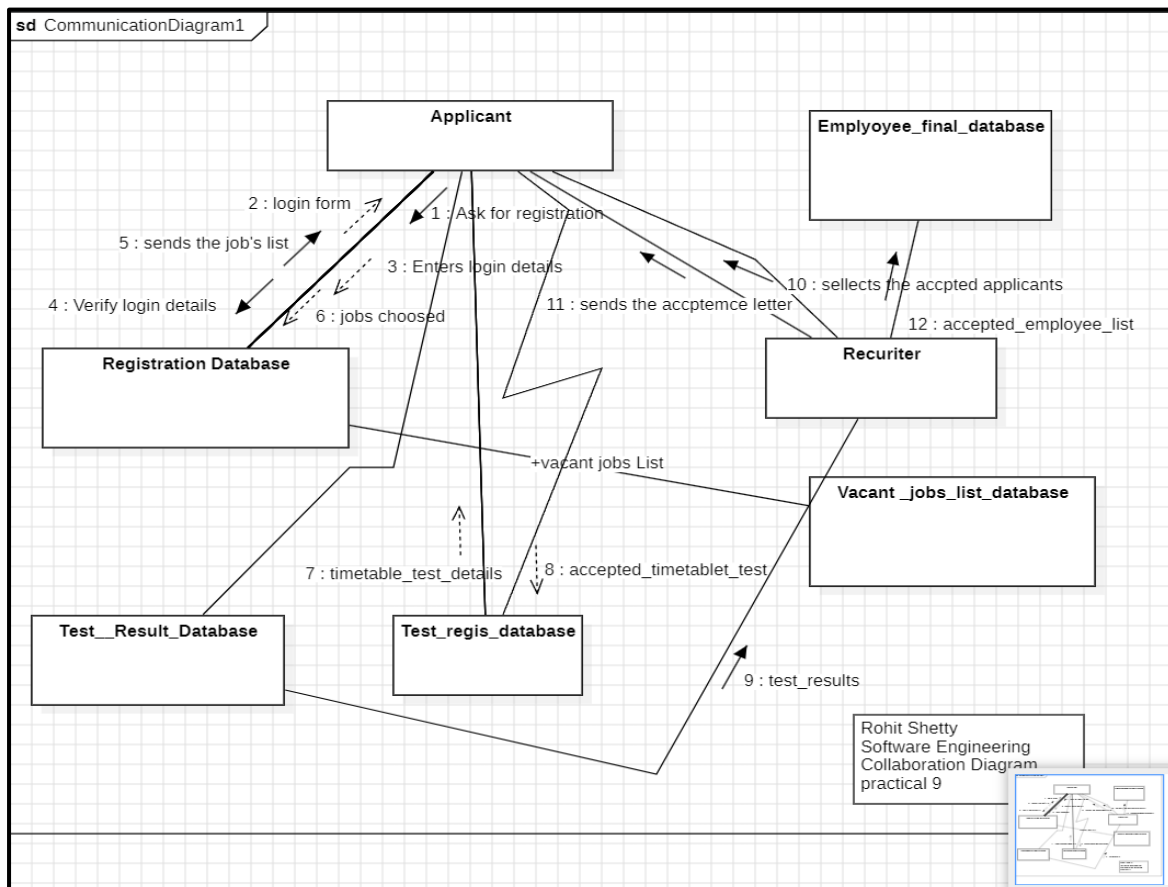 sd CommunicationDiagram1
Applicant
Emplyoyee_final_database
2 : login form
1 : Ask for registration
5 : sends the job's list
3 : Enters login details
10 : sellects the accpted applicants
4 : Verify login details
11 : sends the accptemce letter
6 : jobs choosed
12 : accepted_employee_list
Registration Database
Recuriter
+vacant jobs List
Vacant _jobs_list_database
7 : timetable_test_details
8 : accepted_timetablet_test
Test__Result_Database
Test_regis_database
9 : test_results
Rohit Shetty
Software Engineering
Collaboration Diagram
practical 9